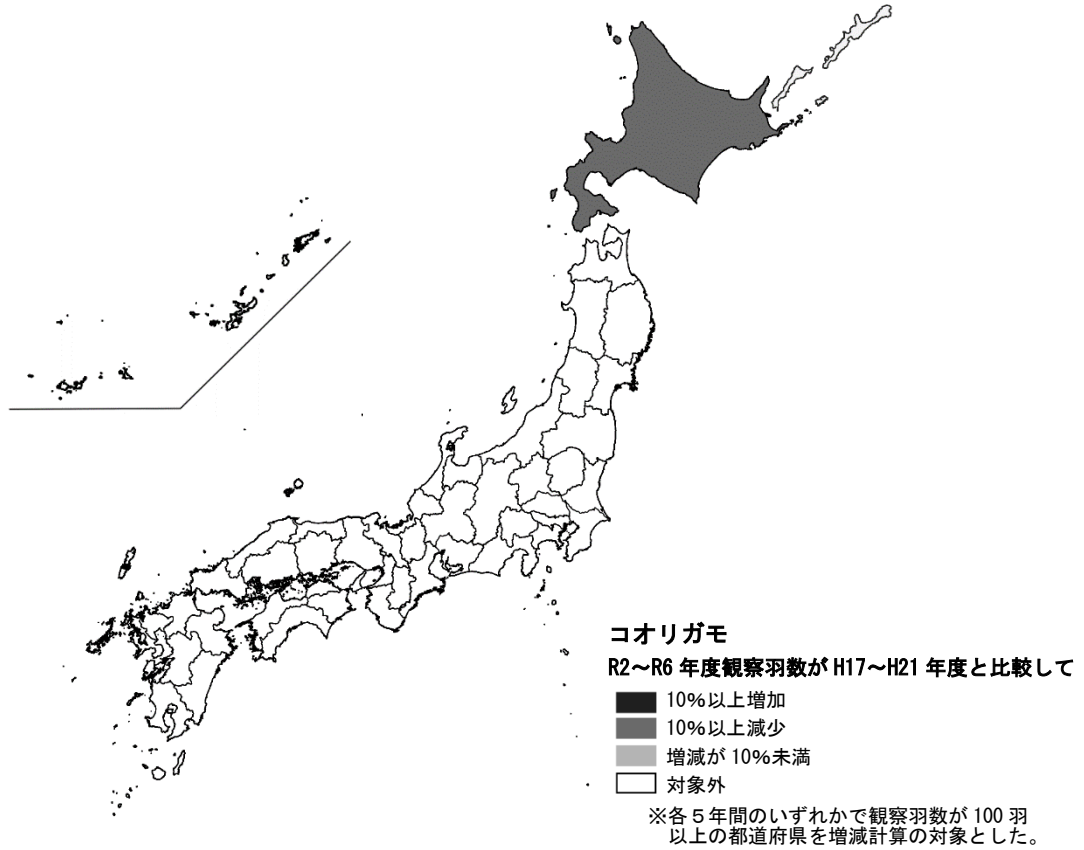 コオリガモ
R2～R6 年度観察羽数が H17～H21 年度と比較して
10%以上増加
10%以上減少
増減が 10%未満
対象外
※各５年間のいずれかで観察羽数が 100 羽
以上の都道府県を増減計算の対象とした。